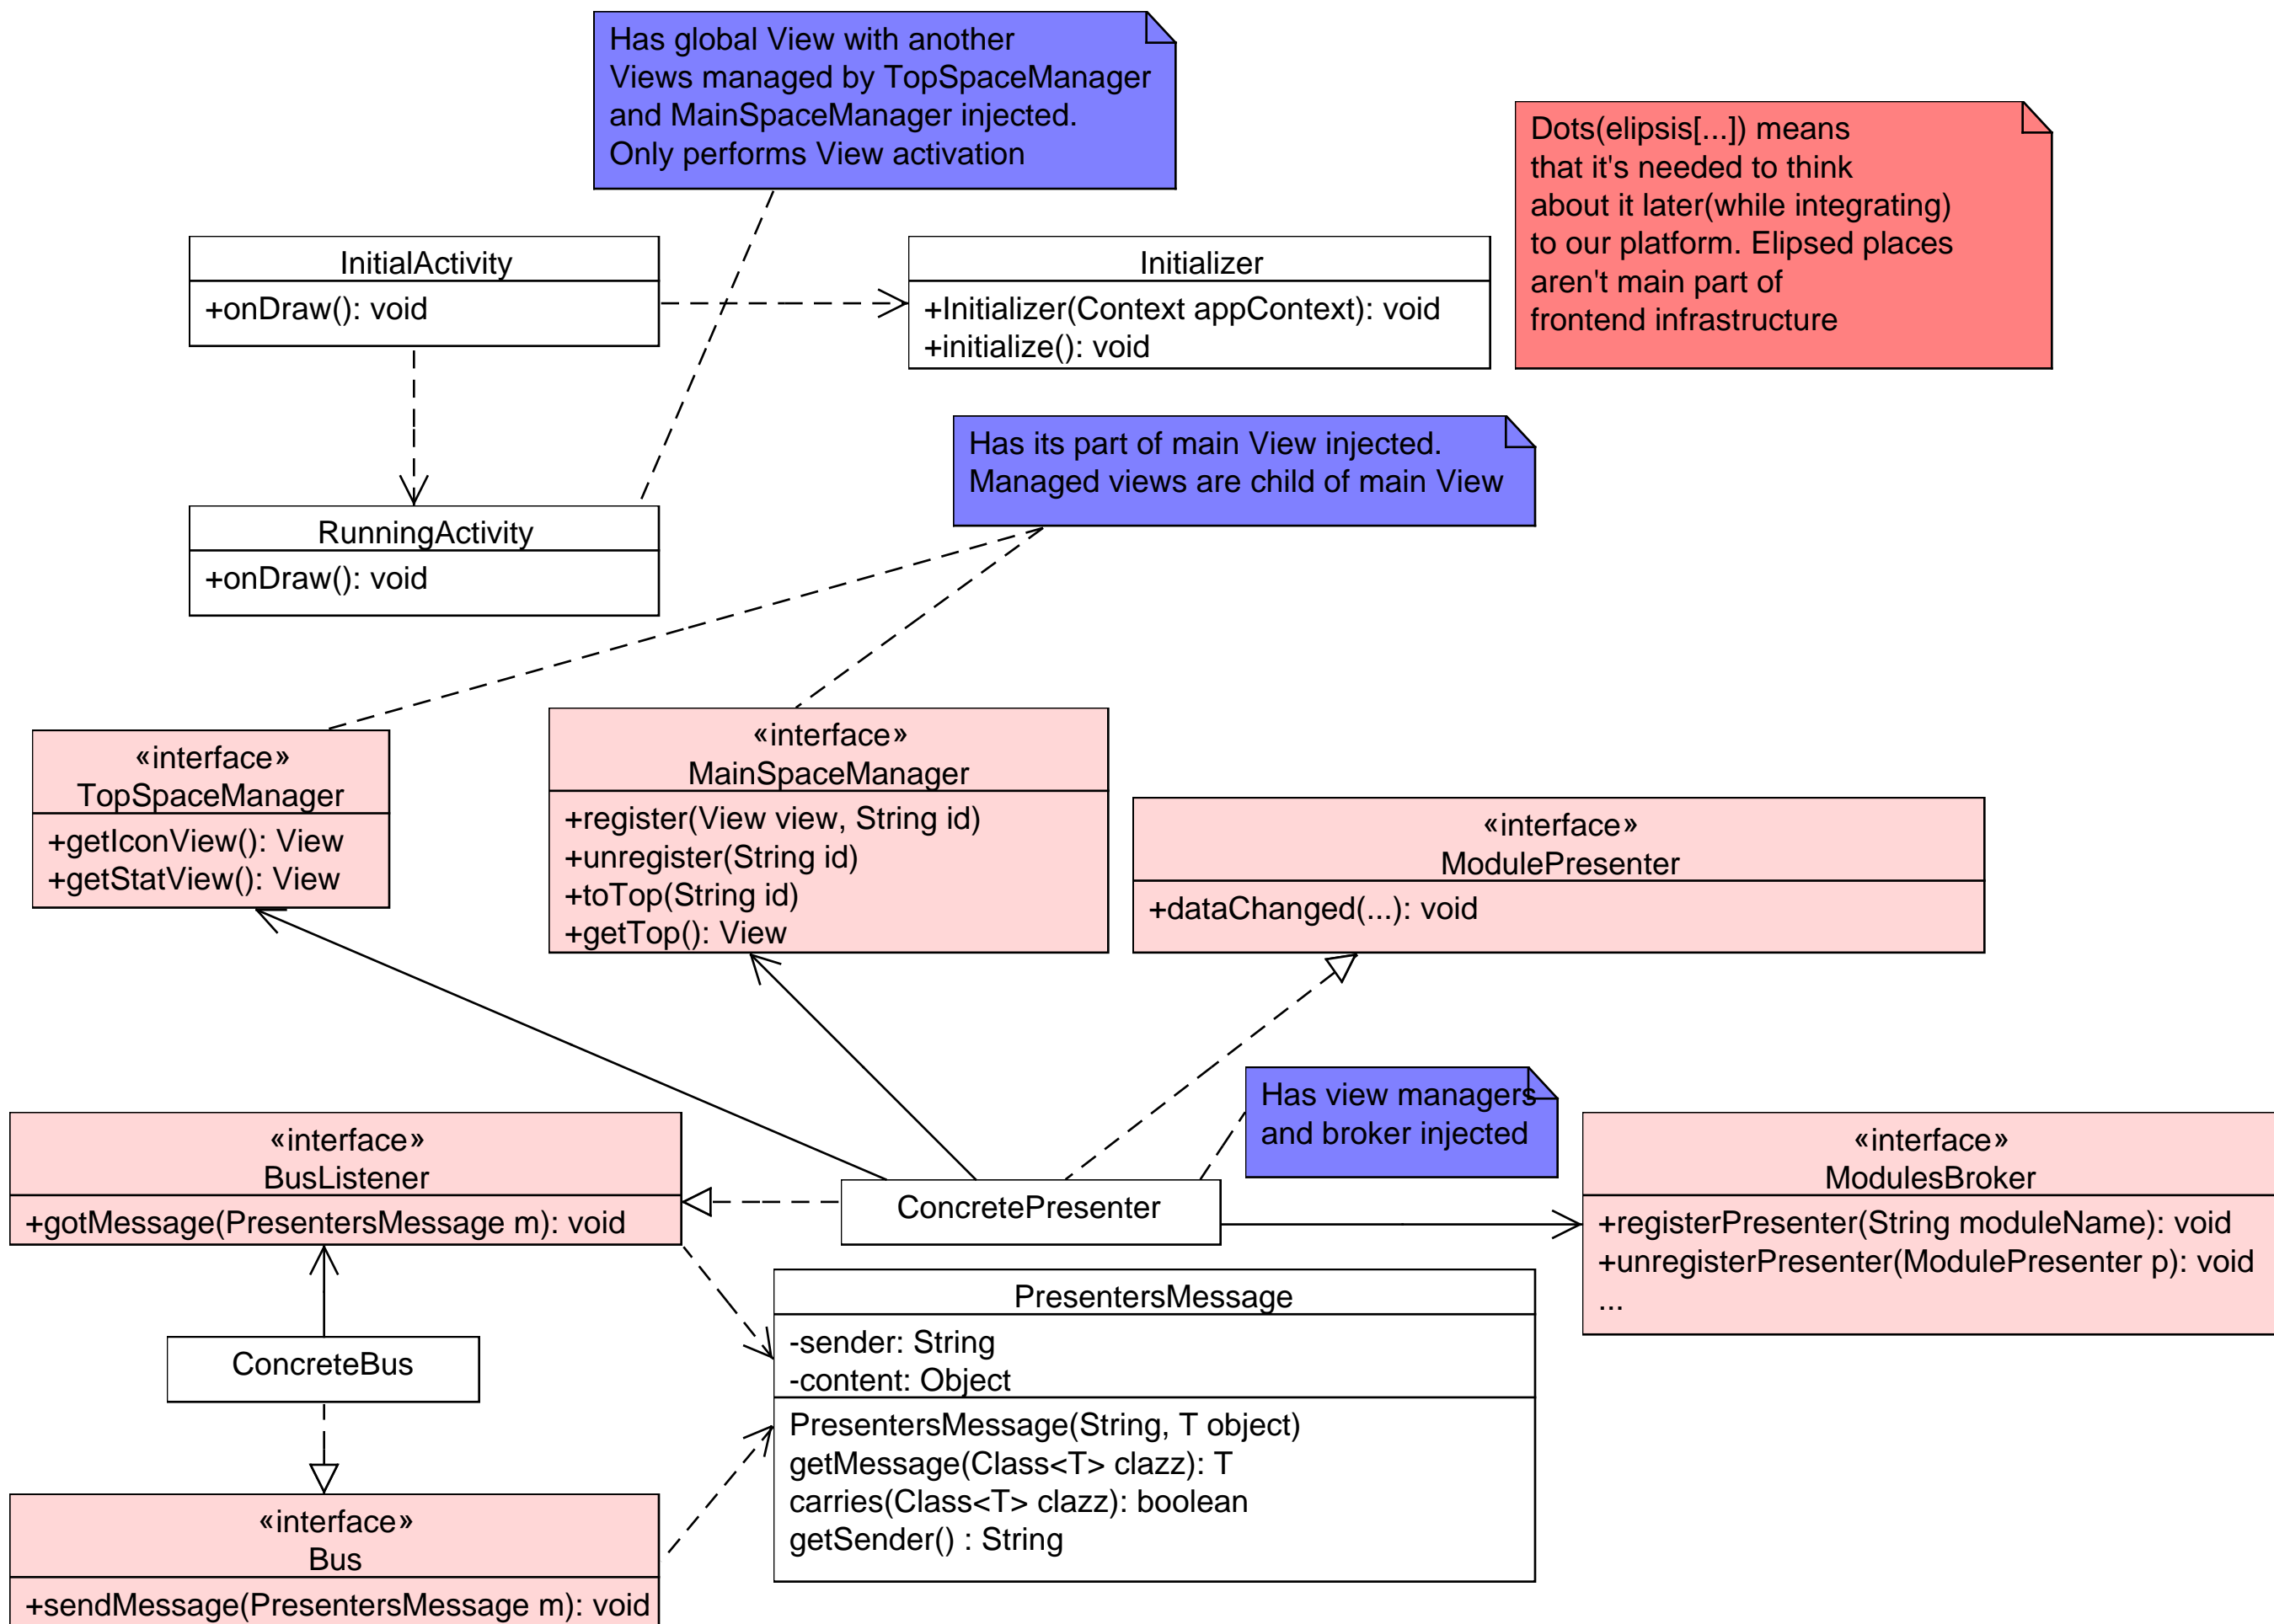 Has global View with another
Views managed by TopSpaceManager
and MainSpaceManager injected.
Only performs View activation
Dots(elipsis[...]) means
that it's needed to think
about it later(while integrating)
to our platform. Elipsed places
aren't main part of
frontend infrastructure
InitialActivity
+onDraw(): void
Initializer
+Initializer(Context appContext): void
+initialize(): void
Has its part of main View injected.
Managed views are child of main View
RunningActivity
+onDraw(): void
«interface»
TopSpaceManager
+getIconView(): View
+getStatView(): View
«interface»
MainSpaceManager
+register(View view, String id)
+unregister(String id)
+toTop(String id)
+getTop(): View
«interface»
ModulePresenter
+dataChanged(...): void
Has view managers
and broker injected
«interface»
BusListener
+gotMessage(PresentersMessage m): void
ConcretePresenter
«interface»
ModulesBroker
+registerPresenter(String moduleName): void
+unregisterPresenter(ModulePresenter p): void
...
ConcreteBus
PresentersMessage
-sender: String
-content: Object
PresentersMessage(String, T object)
getMessage(Class<T> clazz): T
carries(Class<T> clazz): boolean
getSender() : String
«interface»
Bus
+sendMessage(PresentersMessage m): void